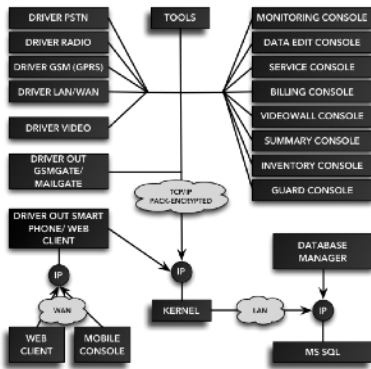 DRIVER PSTN
TOOLS
MONITORING CONSOLE
DRIVER RADIO
DATA EDIT CONSOLE
DRIVER GSM (GPRS)
SERVICE CONSOLE
DRIVER LAN/WAN
BILLING CONSOLE
VIDEOWALL CONSOLE
DRIVER VIDEO
SUMMARY CONSOLE
DRIVER OUT
GSMGATE/
MAILGATE
INVENTORY CONSOLE
GUARD CONSOLE
TCP/IP
PACK-ENCRYPTED
DRIVER OUT SMART
PHONE/ WEB
CLIENT
DATABASE
MANAGER
IP
IP
WAN
KERNEL
LAN
IP
WEB
CLIENT
MOBILE
CONSOLE
MS SQL